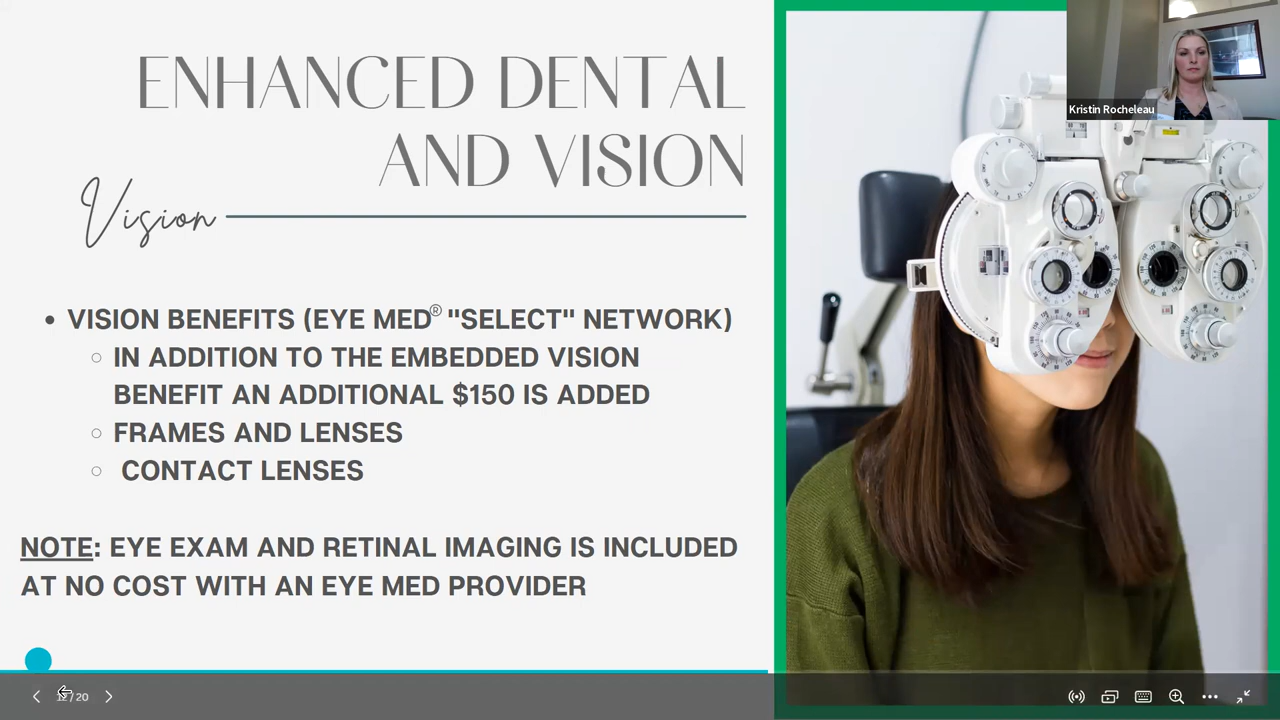 ENHANCED DENTAL
AND VISION
Vision
• VISION BENEFITS (EYE MED® "SELECT" NETWORK)
○ IN ADDITION TO THE EMBEDDED VISION
BENEFIT AN ADDITIONAL $150 IS ADDED
○ FRAMES AND LENSES
○ CONTACT LENSES
NOTE: EYE EXAM AND RETINAL IMAGING IS INCLUDED
AT NO COST WITH AN EYE MED PROVIDER
Kristin Rocheleau
12/20